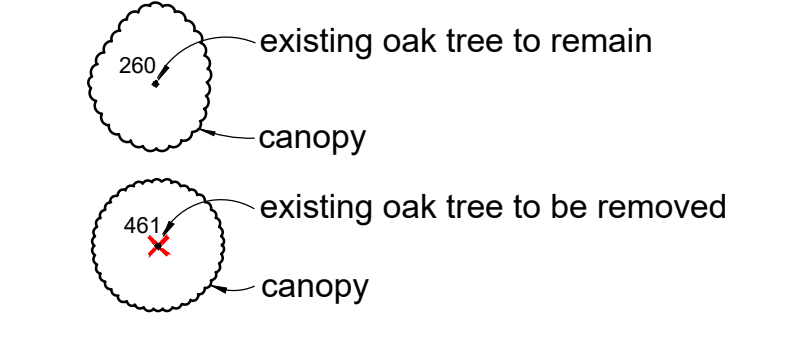 existing oak tree to remain
260
canopy
existing oak tree to be removed
461
canopy